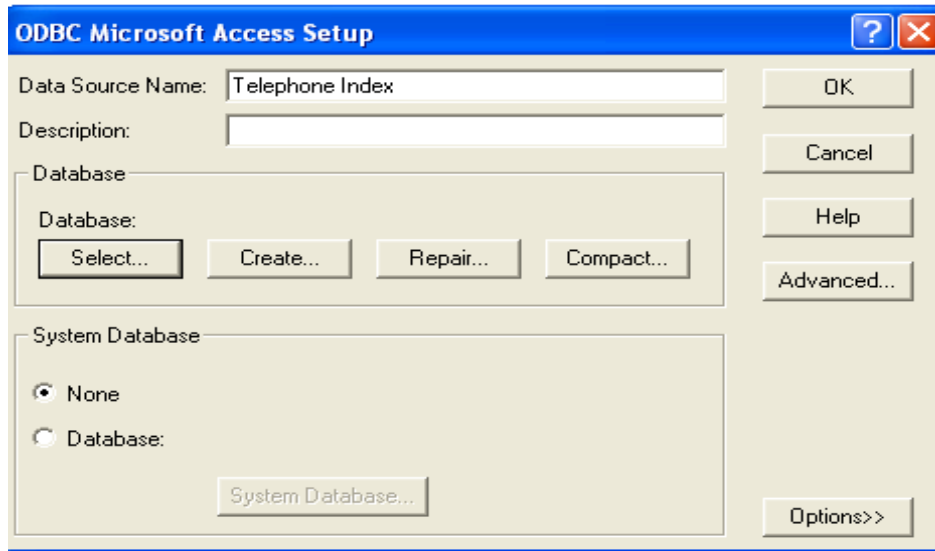 ODBC Microsoft Access Setup
Data Source Name: Telephone Index OK
Description:
Cancel
Database
Database:
Help
Select... Create... Repair... Compact...
Advanced...
System Database
None
Database:
System Database...
Options>>